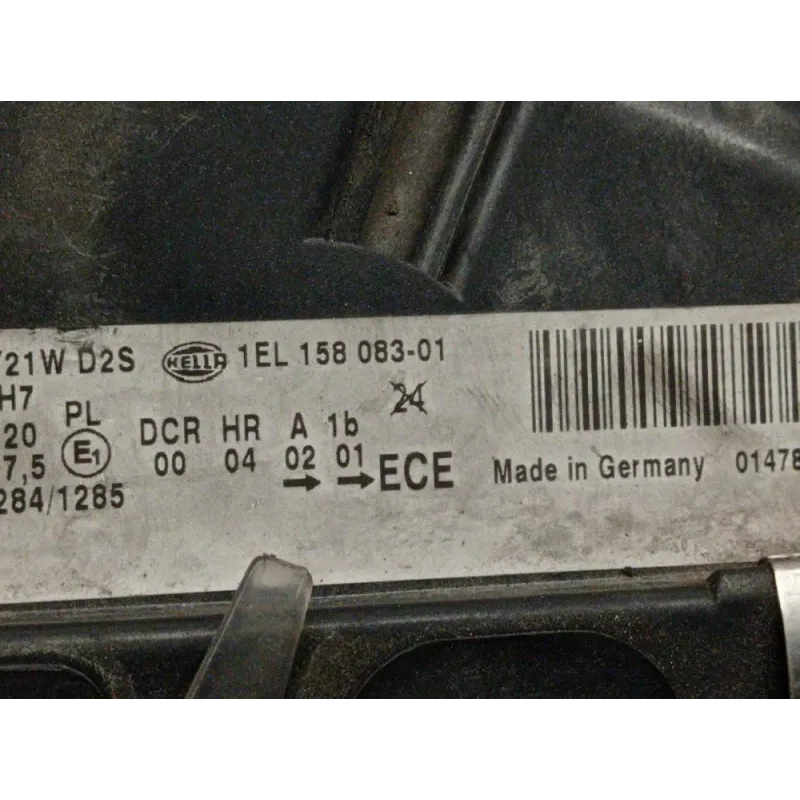 Y21W D2S HELLA 1EL 158 083-01
H7
24
20 PL DCR HR A 1b
7,5 E1 00 04 02 01 ECE
284/1285
Made in Germany 01478